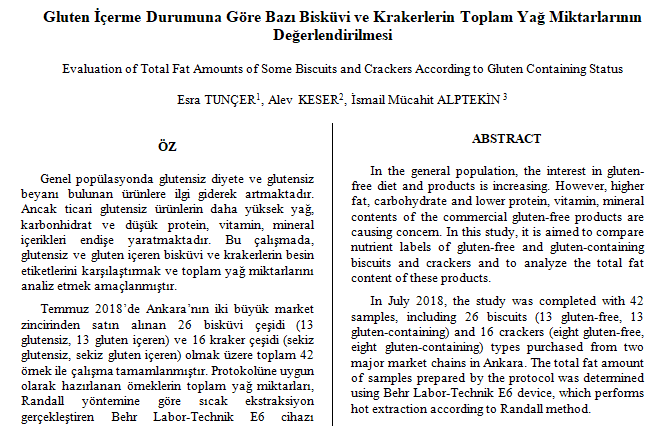 Gluten İçerme Durumuna Göre Bazı Bisküvi ve Krakerlerin Toplam Yağ Miktarlarının
Değerlendirilmesi
Evaluation of Total Fat Amounts of Some Biscuits and Crackers According to Gluten Containing Status
Esra TUNÇER1, Alev KESER2, İsmail Mücahit ALPTEKİN 3
ÖZ
Genel popülasyonda glutensiz diyete ve glutensiz
beyanı bulunan ürünlere ilgi giderek artmaktadır.
Ancak ticari glutensiz ürünlerin daha yüksek yağ,
karbonhidrat ve düşük protein, vitamin, mineral
içerikleri endişe yaratmaktadır. Bu çalışmada,
glutensiz ve gluten içeren bisküvi ve krakerlerin besin
etiketlerini karşılaştırmak ve toplam yağ miktarlarını
analiz etmek amaçlanmıştır.
Temmuz 2018'de Ankara'nın iki büyük market
zincirinden satın alınan 26 bisküvi çeşidi (13
glutensiz, 13 gluten içeren) ve 16 kraker çeşidi (sekiz
glutensiz, sekiz gluten içeren) olmak üzere toplam 42
örnek ile çalışma tamamlanmıştır. Protokolüne uygun
olarak hazırlanan örneklerin toplam yağ miktarları,
Randall yöntemine göre sıcak ekstraksiyon
gerçekleştiren Behr Labor-Technik E6 cihazı
ABSTRACT
In the general population, the interest in gluten-
free diet and products is increasing. However, higher
fat, carbohydrate and lower protein, vitamin, mineral
contents of the commercial gluten-free products are
causing concern. In this study, it is aimed to compare
nutrient labels of gluten-free and gluten-containing
biscuits and crackers and to analyze the total fat
content of these products.
In July 2018, the study was completed with 42
samples, including 26 biscuits (13 gluten-free, 13
gluten-containing) and 16 crackers (eight gluten-free,
eight gluten-containing) types purchased from two
major market chains in Ankara. The total fat amount
of samples prepared by the protocol was determined
using Behr Labor-Technik E6 device, which performs
hot extraction according to Randall method.